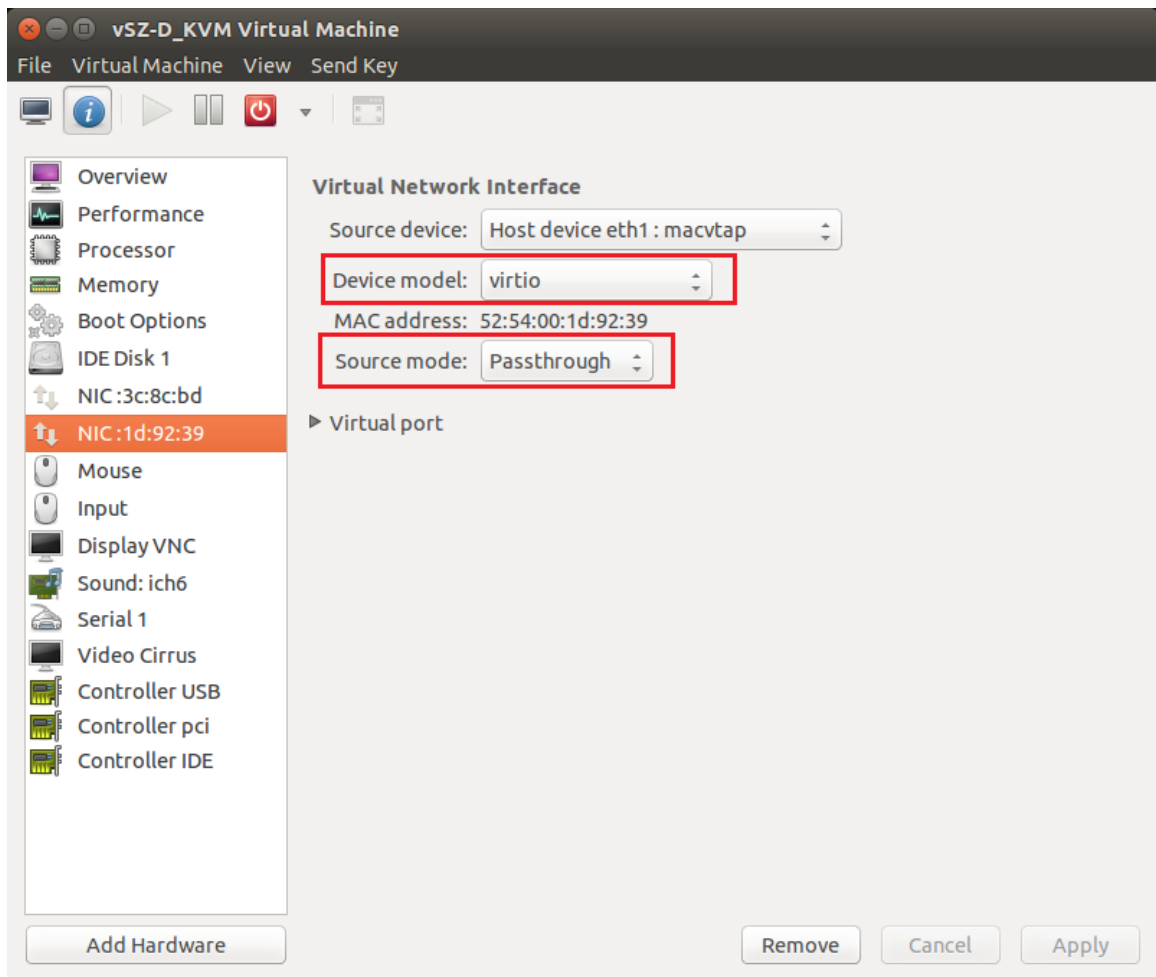 vSZ-D_KVM Virtual Machine
File Virtual Machine View Send Key
Overview
Performance
Processor
Memory
Boot Options
IDE Disk 1
NIC :3c:8c:bd
NIC :1d:92:39
Mouse
Input
Display VNC
Sound: ich6
Serial 1
Video Cirrus
Controller USB
Controller pci
Controller IDE
Add Hardware
Virtual Network Interface
Source device: Host device eth1 : macvtap
Device model: virtio
MAC address: 52:54:00:1d:92:39
Source mode: Passthrough
Virtual port
Remove Cancel Apply